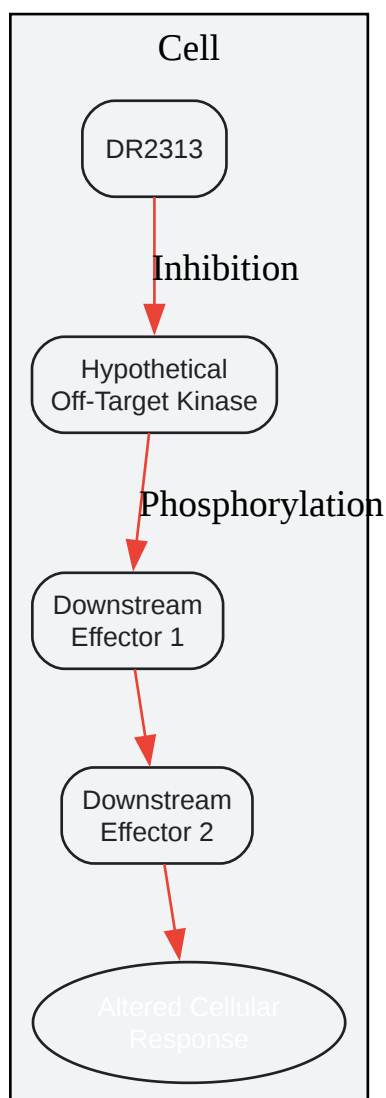 Cell
DR2313
Inhibition
Hypothetical
Off-Target Kinase
Phosphorylation
Downstream
Effector 1
Downstream
Effector 2
Altered Cellular
Response